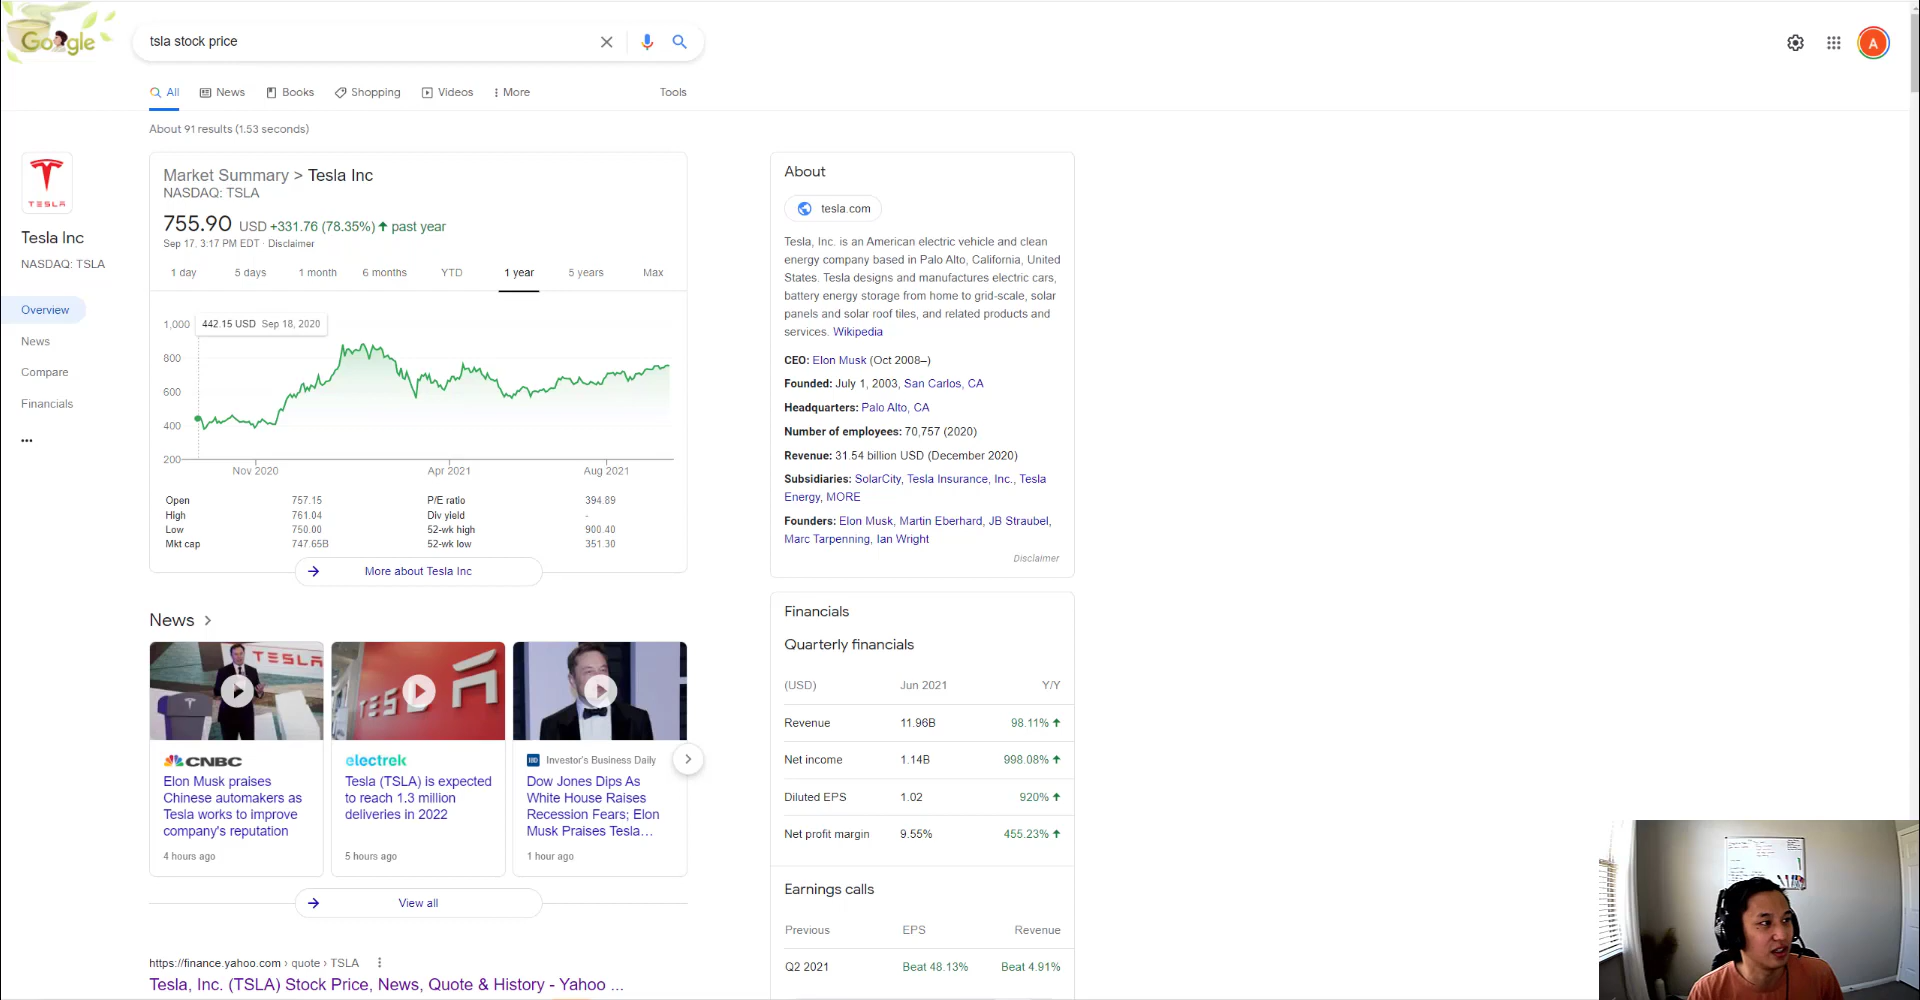 Google
tsla stock price
All
News
Books
Shopping
Videos
More
Tools
About 91 results (1.53 seconds)
TESLA
Tesla Inc
NASDAQ: TSLA
Overview
News
Compare
Financials
Market Summary > Tesla Inc
NASDAQ: TSLA
755.90 USD +331.76 (78.35%) past year
Sep 17, 3:17 PM EDT · Disclaimer
1 day
5 days
1 month
6 months
YTD
1 year
5 years
Max
442.15 USD Sep 18, 2020
1,000
800
600
400
200
Nov 2020
Apr 2021
Aug 2021
Open 757.15 P/E ratio 394.89
High 761.04 Div yield -
Low 750.00 52-wk high 900.40
Mkt cap 747.65B 52-wk low 351.30
More about Tesla Inc
News
TESLA
CNBC
Elon Musk praises
Chinese automakers as
Tesla works to improve
company's reputation
4 hours ago
TESL
electrek
Tesla (TSLA) is expected
to reach 1.3 million
deliveries in 2022
5 hours ago
Investor's Business Daily
Dow Jones Dips As
White House Raises
Recession Fears; Elon
Musk Praises Tesla…
1 hour ago
View all
https://finance.yahoo.com › quote › TSLA
Tesla, Inc. (TSLA) Stock Price, News, Quote & History - Yahoo ...
A
About
tesla.com
Tesla, Inc. is an American electric vehicle and clean
energy company based in Palo Alto, California, United
States. Tesla designs and manufactures electric cars,
battery energy storage from home to grid-scale, solar
panels and solar roof tiles, and related products and
services. Wikipedia
CEO: Elon Musk (Oct 2008–)
Founded: July 1, 2003, San Carlos, CA
Headquarters: Palo Alto, CA
Number of employees: 70,757 (2020)
Revenue: 31.54 billion USD (December 2020)
Subsidiaries: SolarCity, Tesla Insurance, Inc., Tesla
Energy, MORE
Founders: Elon Musk, Martin Eberhard, JB Straubel,
Marc Tarpenning, Ian Wright
Disclaimer
Financials
Quarterly financials
(USD) Jun 2021 Y/Y
Revenue 11.96B 98.11%
Net income 1.14B 998.08%
Diluted EPS 1.02 920%
Net profit margin 9.55% 455.23%
Earnings calls
Previous EPS Revenue
Q2 2021 Beat 48.13% Beat 4.91%